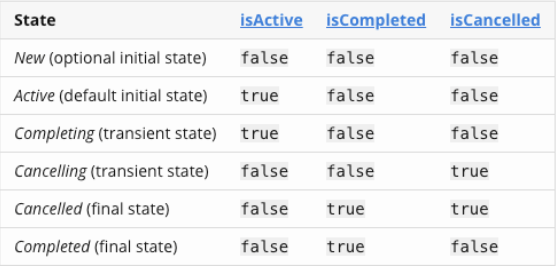 State isActive isCompleted isCancelled
New (optional initial state) false false false
Active (default initial state) true false false
Completing (transient state) true false false
Cancelling (transient state) false false true
Cancelled (final state) false true true
Completed (final state) false true false